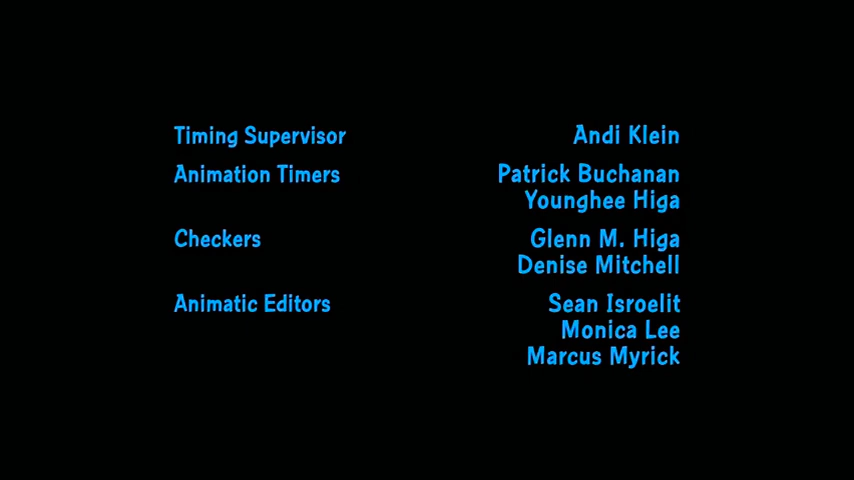 Timing Supervisor Andi Klein
Animation Timers Patrick Buchanan
Younghee Higa
Checkers Glenn M. Higa
Denise Mitchell
Animatic Editors Sean Isroelit
Monica Lee
Marcus Myrick